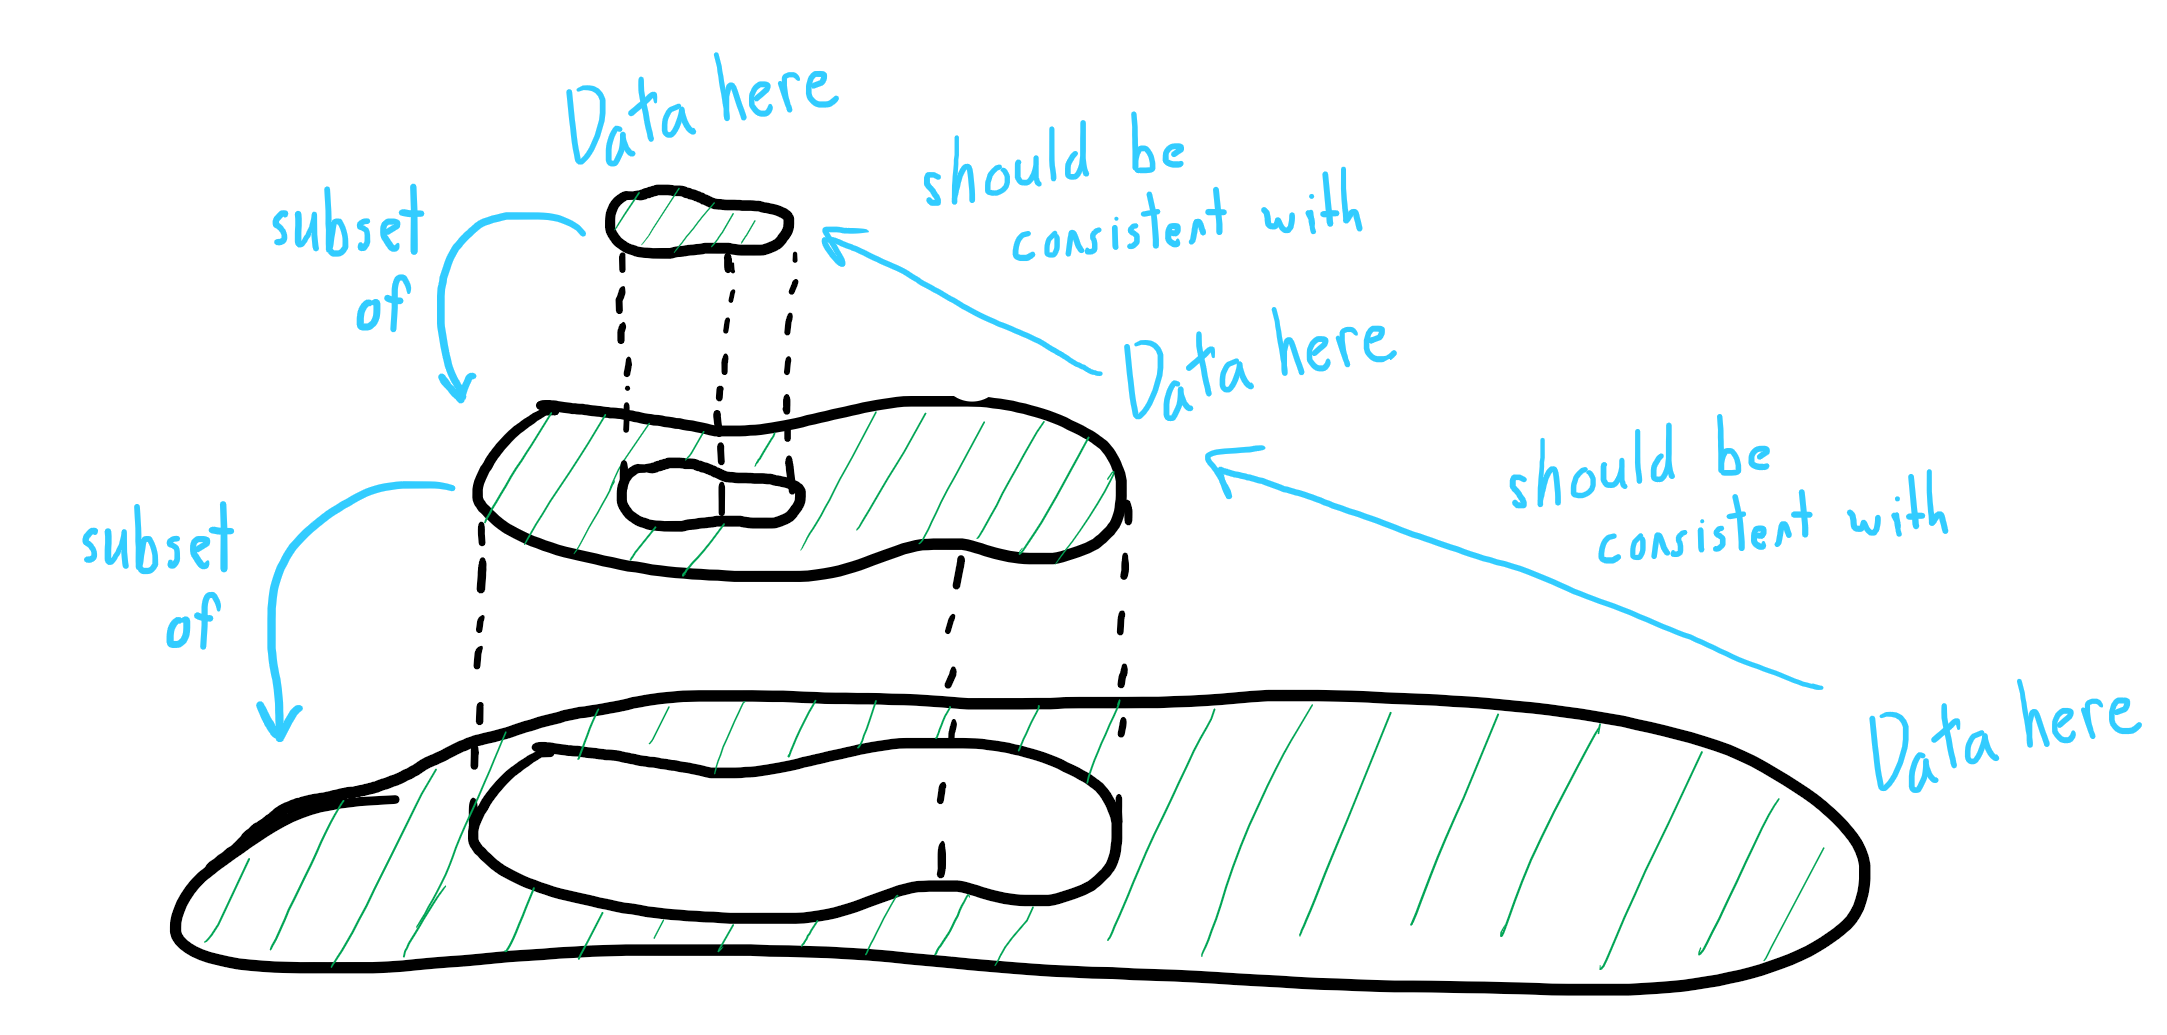 Data here
should be
consistent with
subset
of
Data here
should be
consistent with
subset
of
Data here